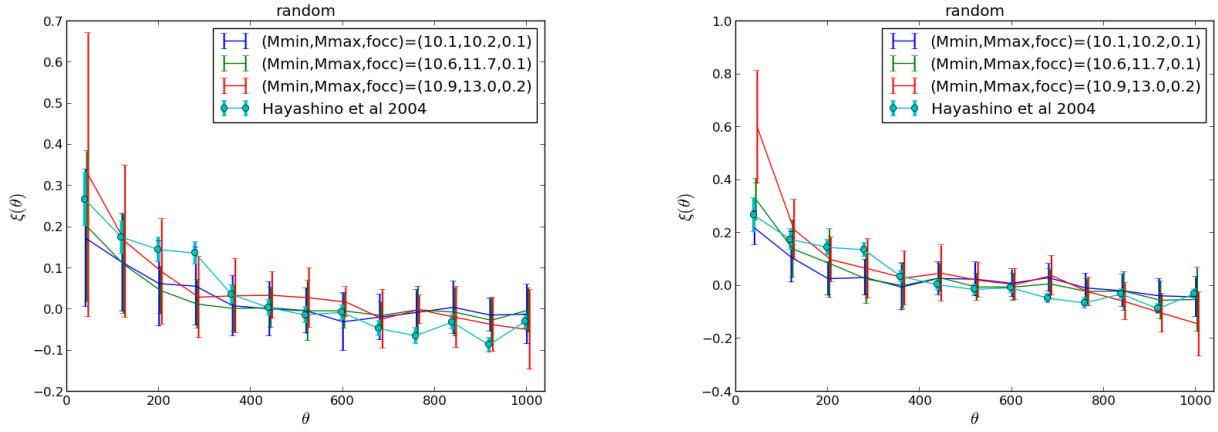 random
0.7
0.6
0.5
0.4
0.3
0.2
0.1
0.0
−0.1
−0.2
ξ(θ)
(Mmin,Mmax,focc)=(10.1,10.2,0.1)
(Mmin,Mmax,focc)=(10.6,11.7,0.1)
(Mmin,Mmax,focc)=(10.9,13.0,0.2)
Hayashino et al 2004
0 200 400 600 800 1000
θ
random
1.0
0.8
0.6
0.4
0.2
0.0
−0.2
−0.4
ξ(θ)
(Mmin,Mmax,focc)=(10.1,10.2,0.1)
(Mmin,Mmax,focc)=(10.6,11.7,0.1)
(Mmin,Mmax,focc)=(10.9,13.0,0.2)
Hayashino et al 2004
0 200 400 600 800 1000
θ